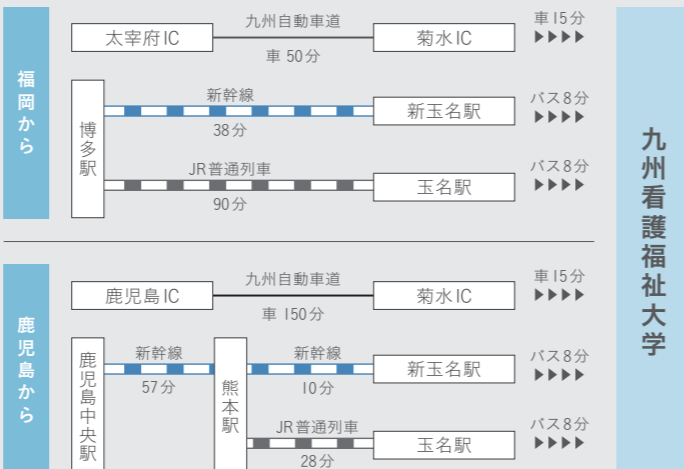 福岡から
太宰府IC
九州自動車道
車 50分
菊水IC
車 15分
▶▶▶▶
博多駅
新幹線
38分
新玉名駅
バス8分
▶▶▶▶
JR普通列車
90分
玉名駅
バス8分
▶▶▶▶
鹿児島から
鹿児島IC
九州自動車道
車 150分
菊水IC
車 15分
▶▶▶▶
鹿児島中央駅
新幹線
57分
熊本駅
新幹線
10分
新玉名駅
バス8分
▶▶▶▶
JR普通列車
28分
玉名駅
バス8分
▶▶▶▶
九州看護福祉大学